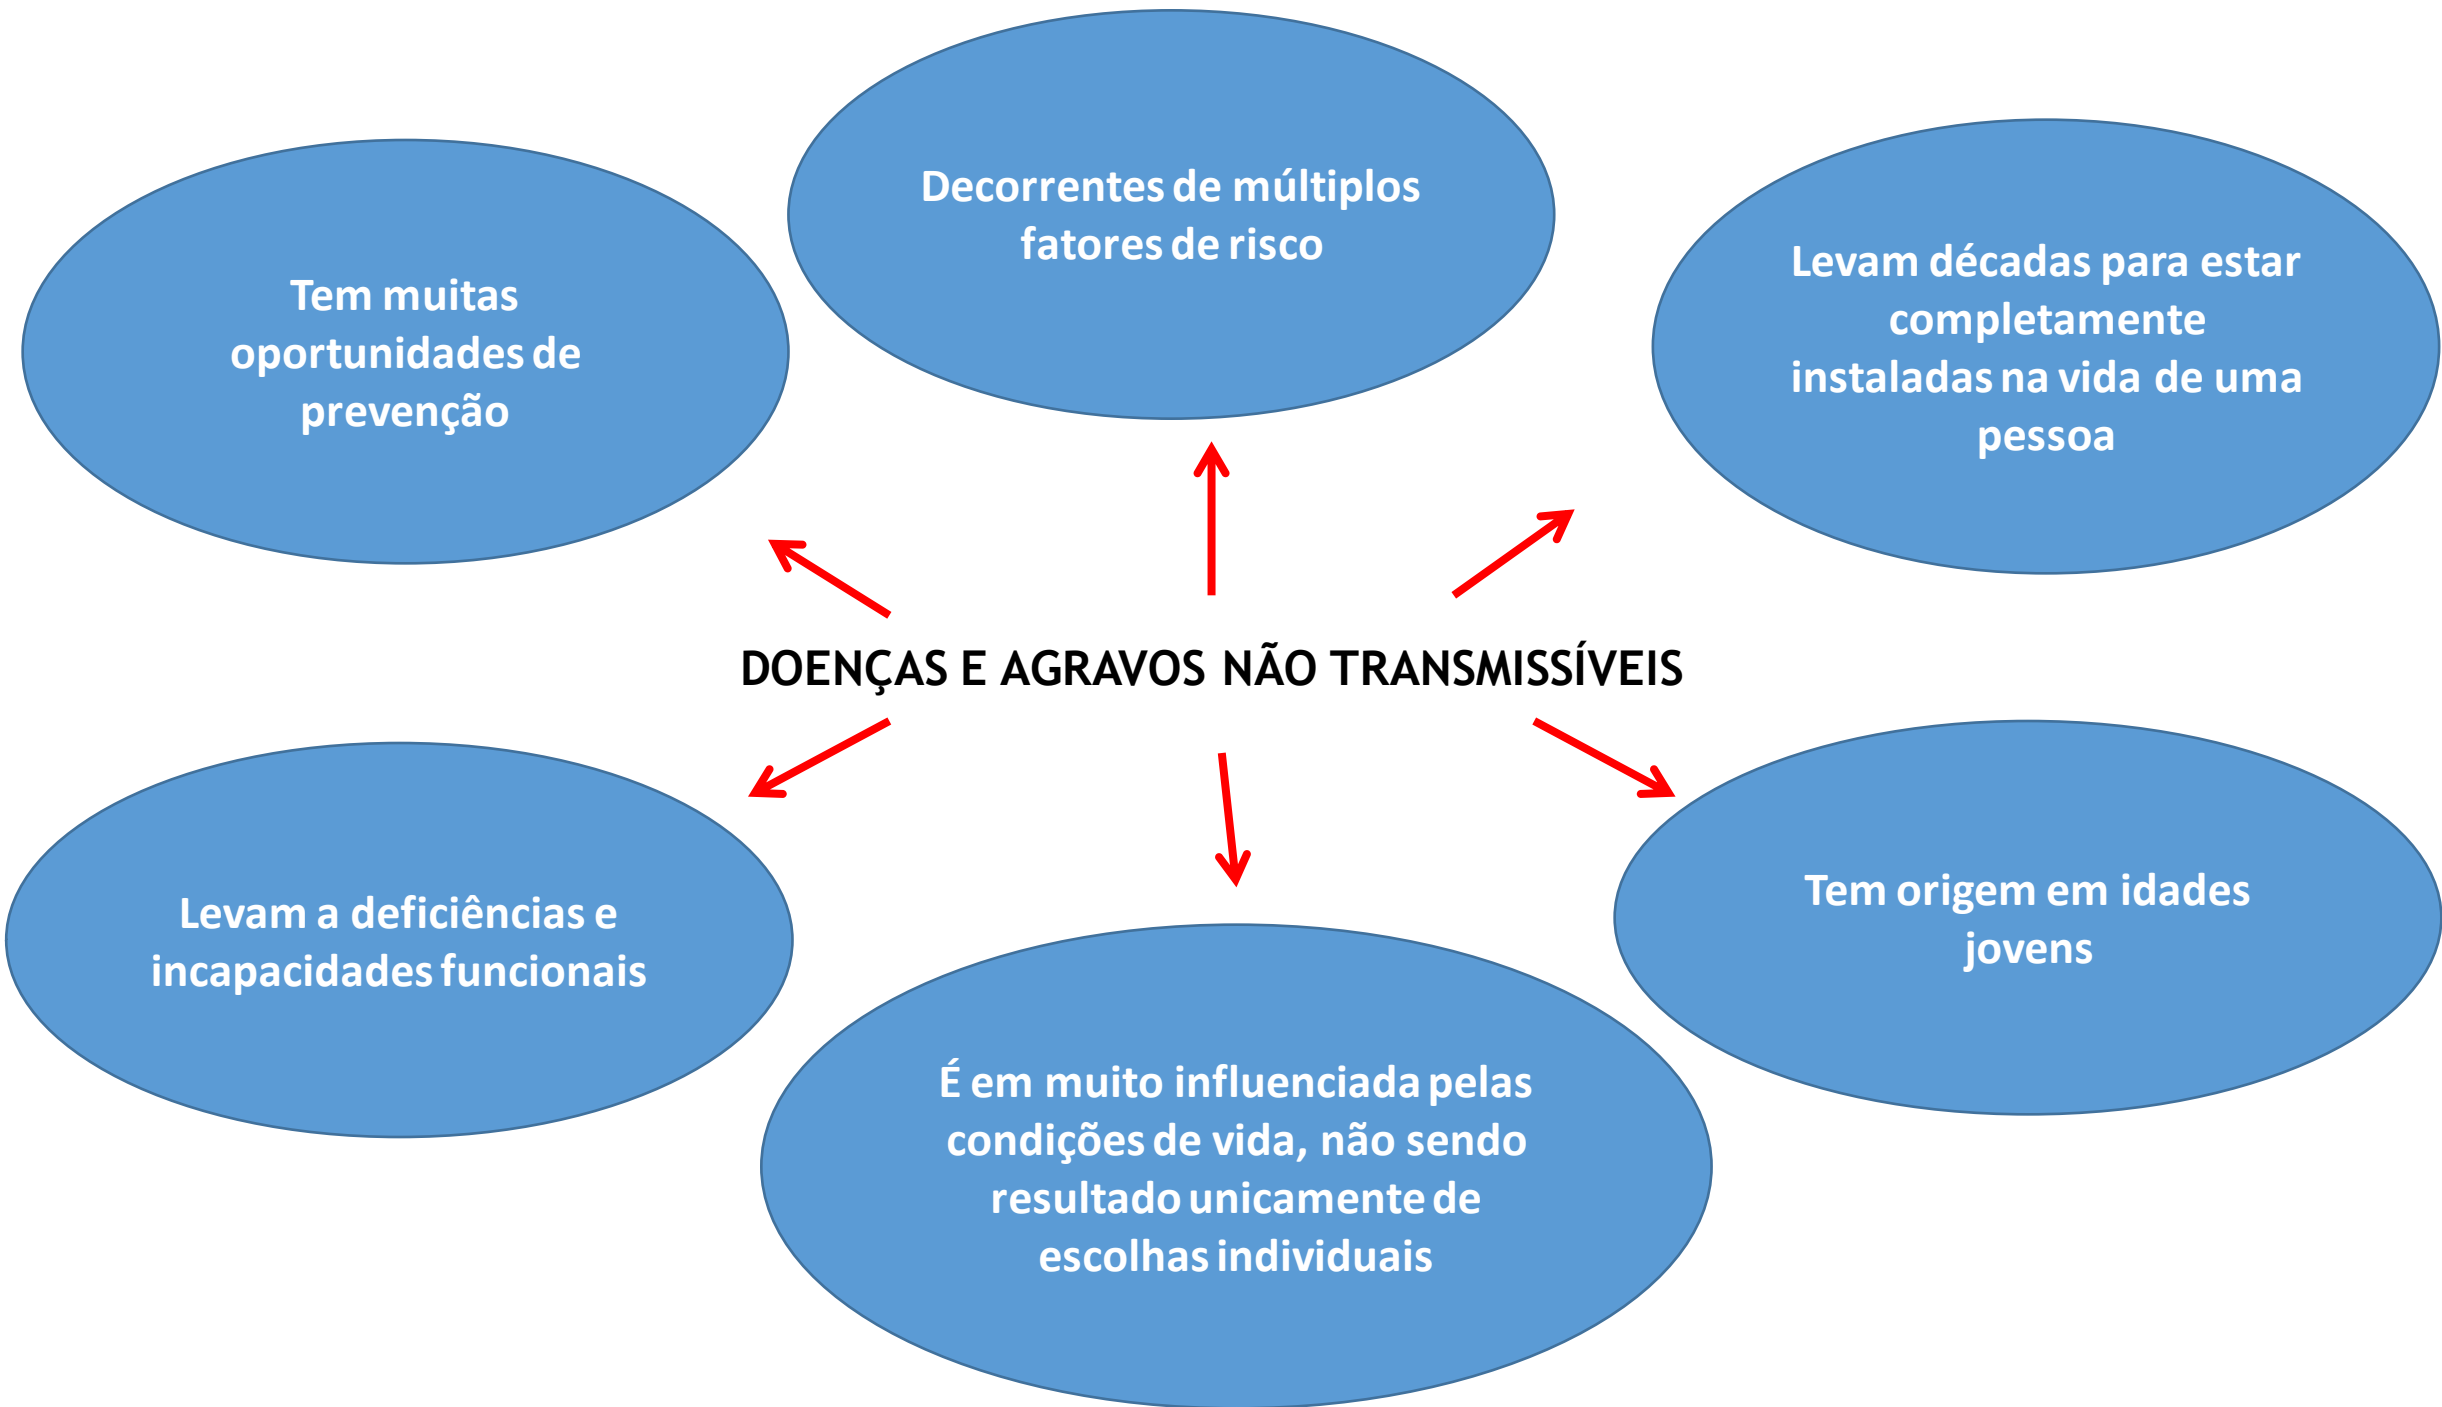 Decorrentes de múltiplos
fatores de risco
Tem muitas
oportunidades de
prevenção
Levam décadas para estar
completamente
instaladas na vida de uma
pessoa
DOENÇAS E AGRAVOS NÃO TRANSMISSÍVEIS
Levam a deficiências e
incapacidades funcionais
Tem origem em idades
jovens
É em muito influenciada pelas
condições de vida, não sendo
resultado unicamente de
escolhas individuais